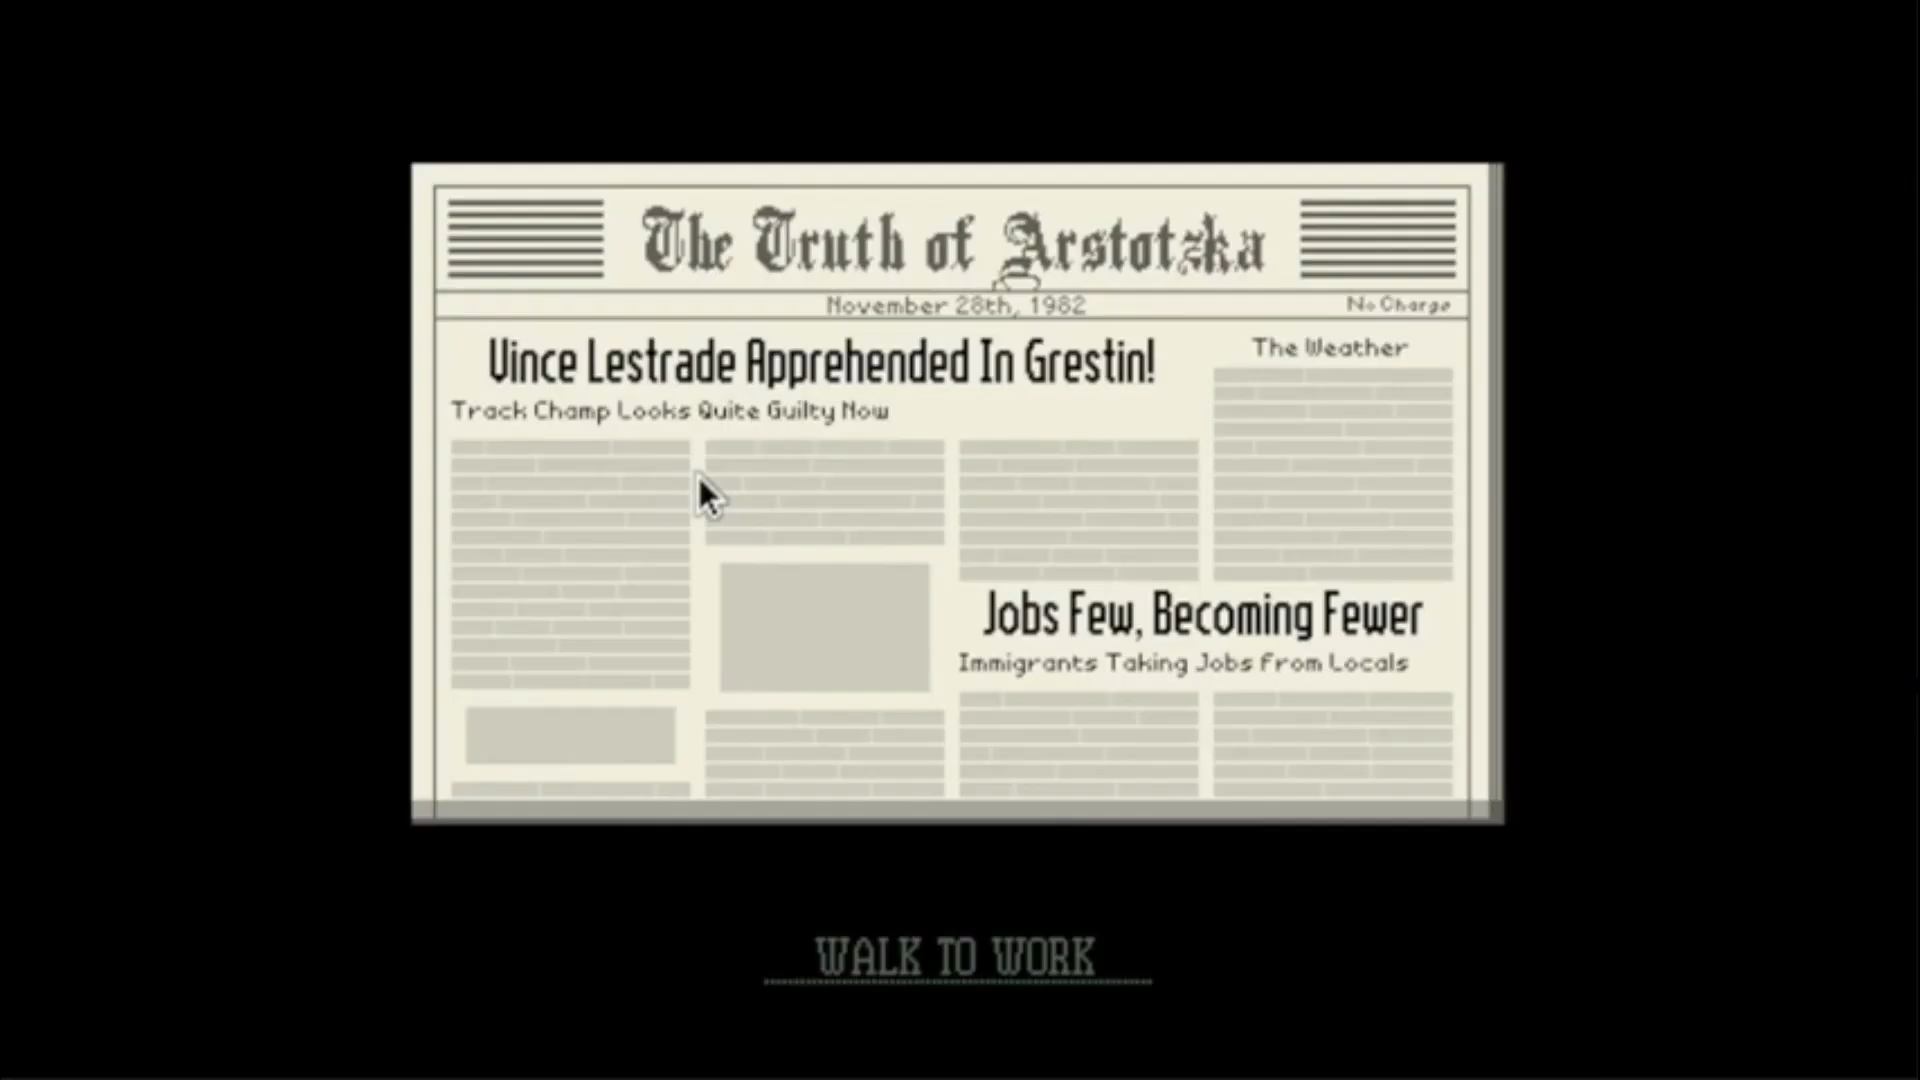 The Truth of Arstotzka
November 28th, 1982
No Charge
Vince Lestrade Apprehended In Grestin!
Track Champ Looks Quite Guilty Now
The Weather
Jobs Few, Becoming Fewer
Immigrants Taking Jobs From Locals
WALK TO WORK